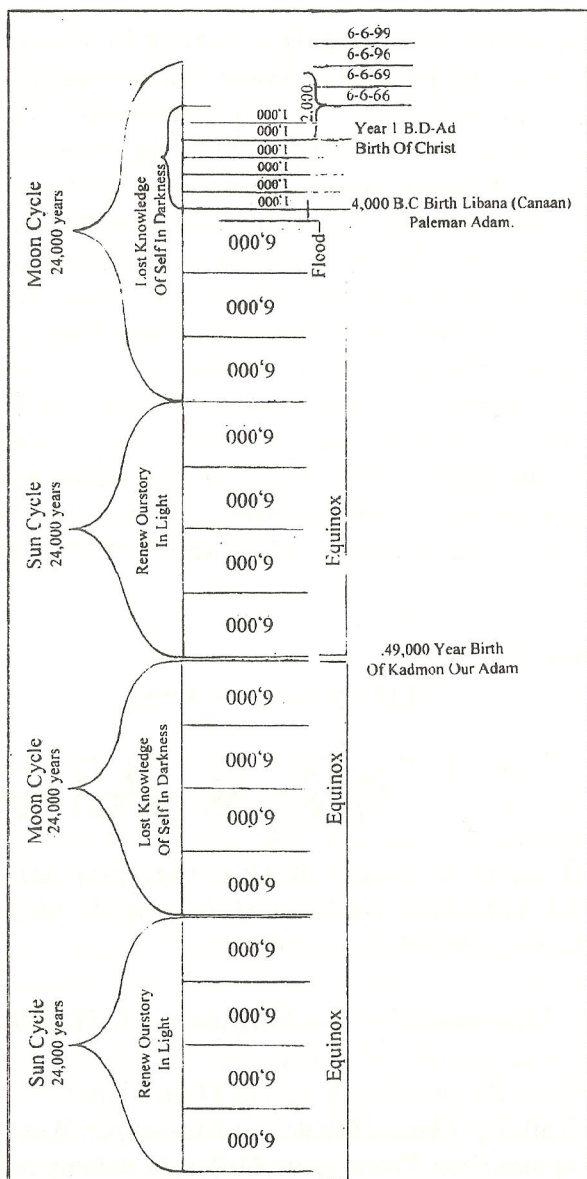 6-6-99
6-6-96
6-6-69
6-6-66
2,000
1,000
1,000
1,000
1,000
1,000
1,000
Year 1 B.D-Ad
Birth Of Christ
4,000 B.C Birth Libana (Canaan)
Paleman Adam.
Flood
Moon Cycle
24,000 years
Lost Knowledge
Of Self In Darkness
6,000
6,000
6,000
Sun Cycle
24,000 years
Renew Ourstory
In Light
6,000
6,000
6,000
6,000
Equinox
.49,000 Year Birth
Of Kadmon Our Adam
Moon Cycle
24,000 years
Lost Knowledge
Of Self In Darkness
6,000
6,000
6,000
6,000
Equinox
Sun Cycle
24,000 years
Renew Ourstory
In Light
6,000
6,000
6,000
6,000
Equinox